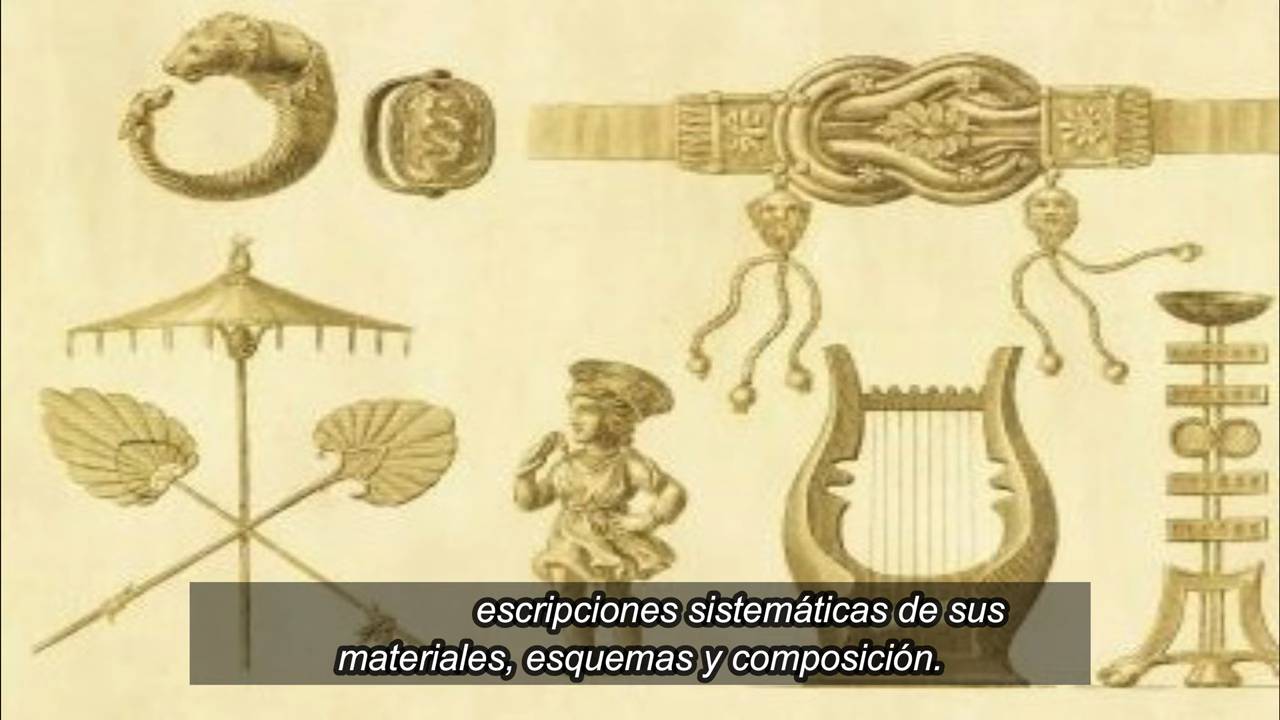 escripciones sistemáticas de sus
materiales, esquemas y composición.